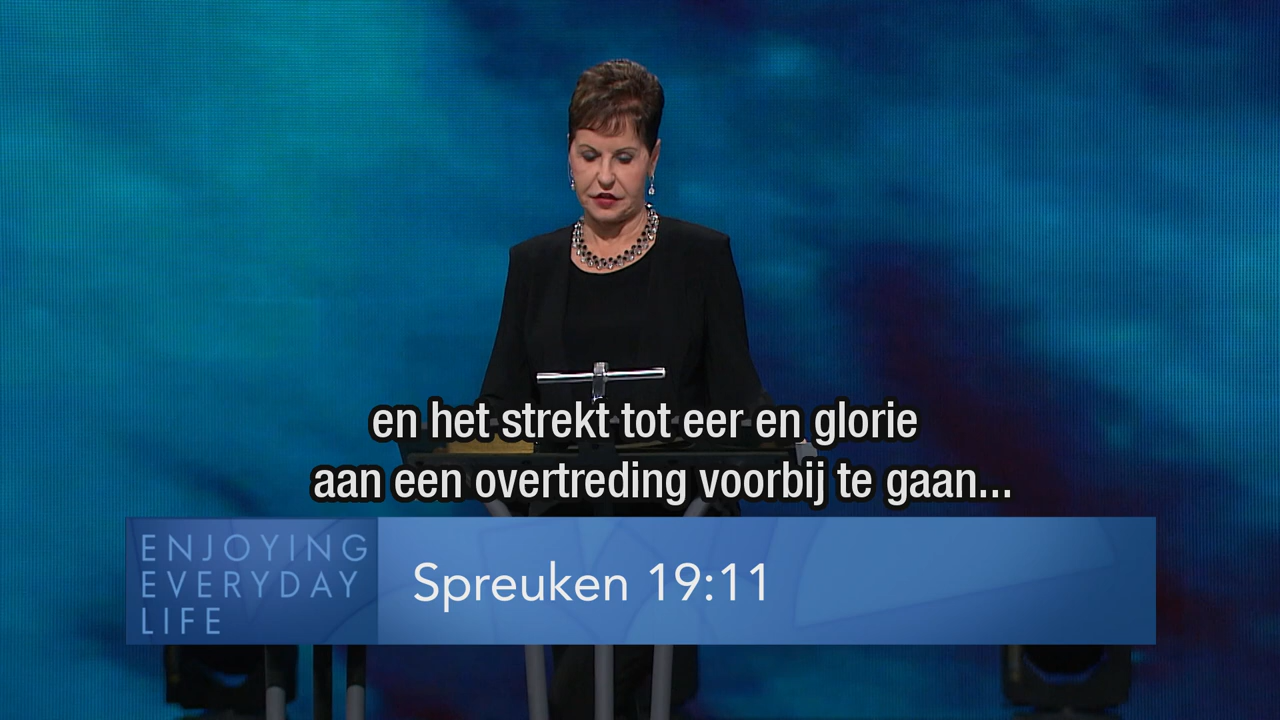 en het strekt tot eer en glorie
aan een overtreding voorbij te gaan...
ENJOYING
EVERYDAY
LIFE
Spreuken 19:11